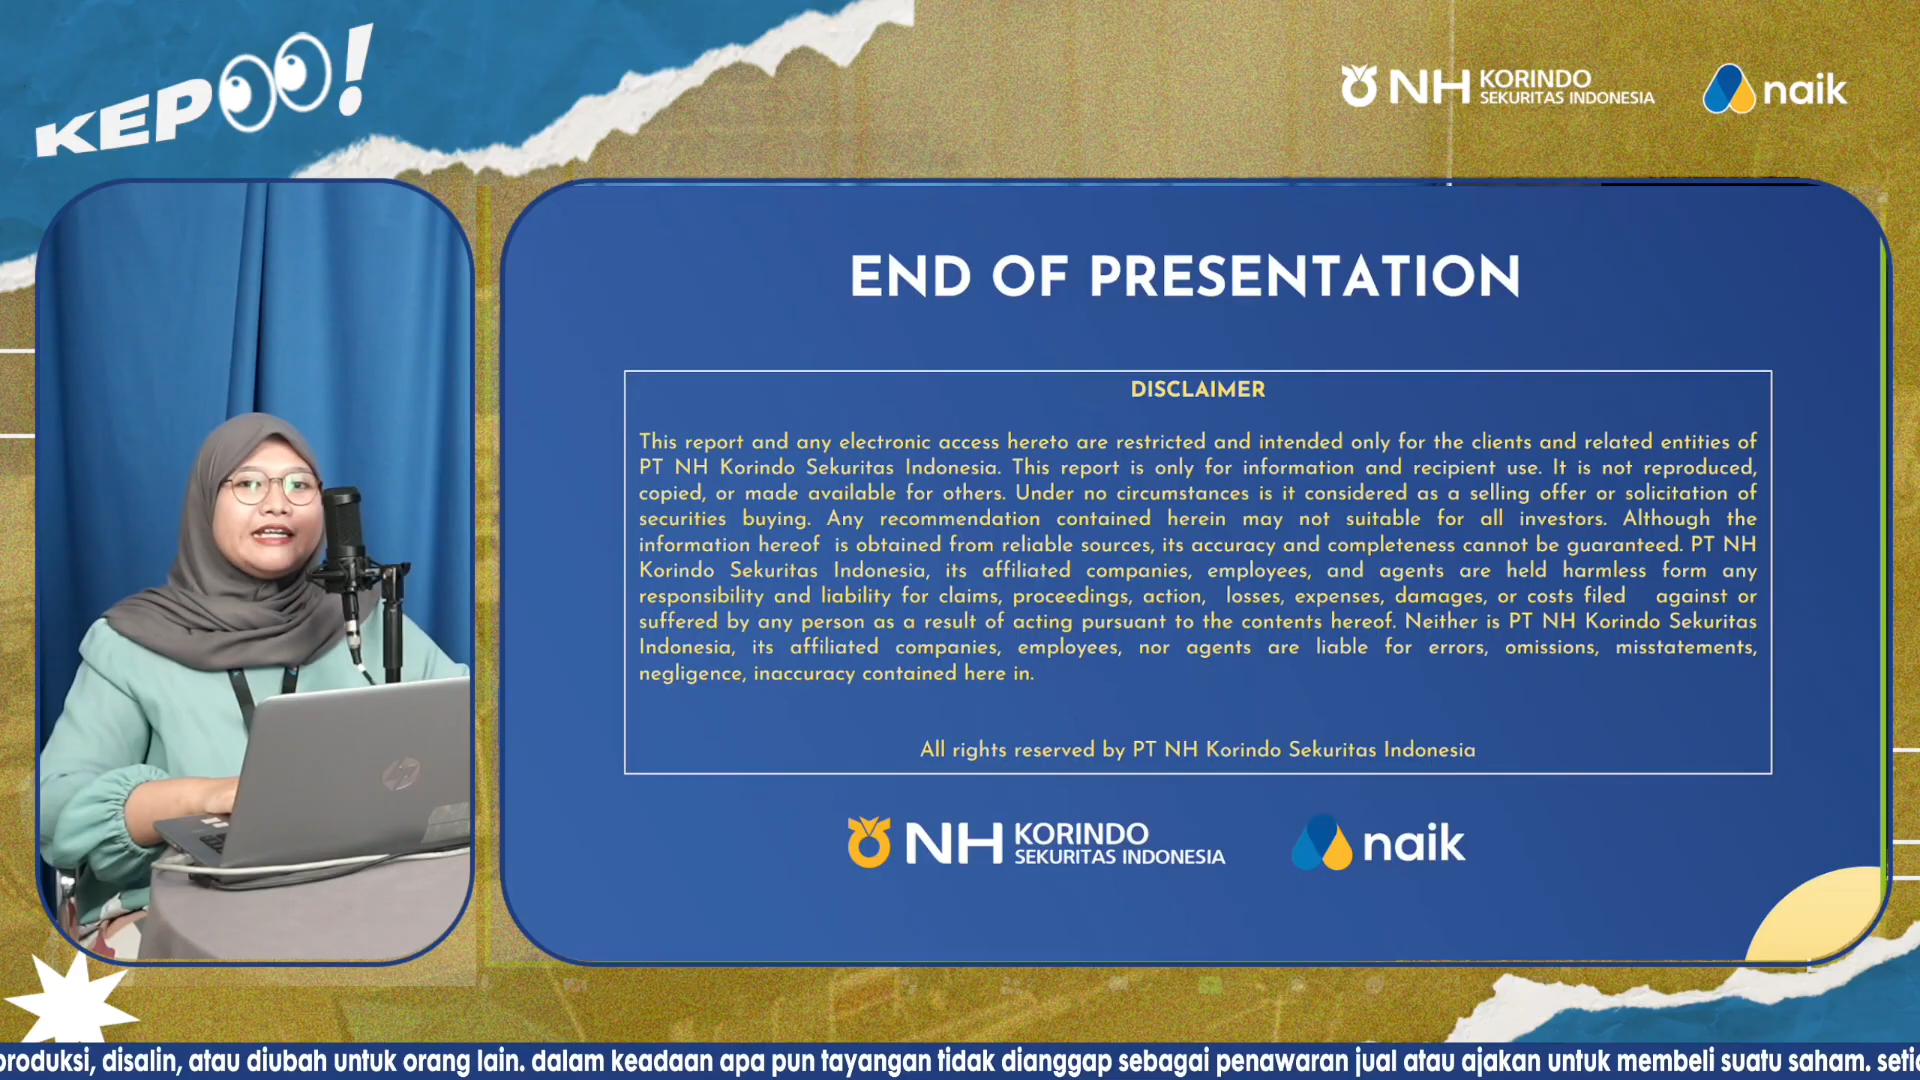 KEPOO!
NH KORINDO
SEKURITAS INDONESIA
naik
END OF PRESENTATION
DISCLAIMER
This report and any electronic access hereto are restricted and intended only for the clients and related entities of
PT NH Korindo Sekuritas Indonesia. This report is only for information and recipient use. It is not reproduced,
copied, or made available for others. Under no circumstances is it considered as a selling offer or solicitation of
securities buying. Any recommendation contained herein may not suitable for all investors. Although the
information hereof is obtained from reliable sources, its accuracy and completeness cannot be guaranteed. PT NH
Korindo Sekuritas Indonesia, its affiliated companies, employees, and agents are held harmless form any
responsibility and liability for claims, proceedings, action, losses, expenses, damages, or costs filed against or
suffered by any person as a result of acting pursuant to the contents hereof. Neither is PT NH Korindo Sekuritas
Indonesia, its affiliated companies, employees, nor agents are liable for errors, omissions, misstatements,
negligence, inaccuracy contained here in.
All rights reserved by PT NH Korindo Sekuritas Indonesia
NH KORINDO
SEKURITAS INDONESIA
naik
hp
produksi, disalin, atau diubah untuk orang lain. dalam keadaan apa pun tayangan tidak dianggap sebagai penawaran jual atau ajakan untuk membeli suatu saham. setia